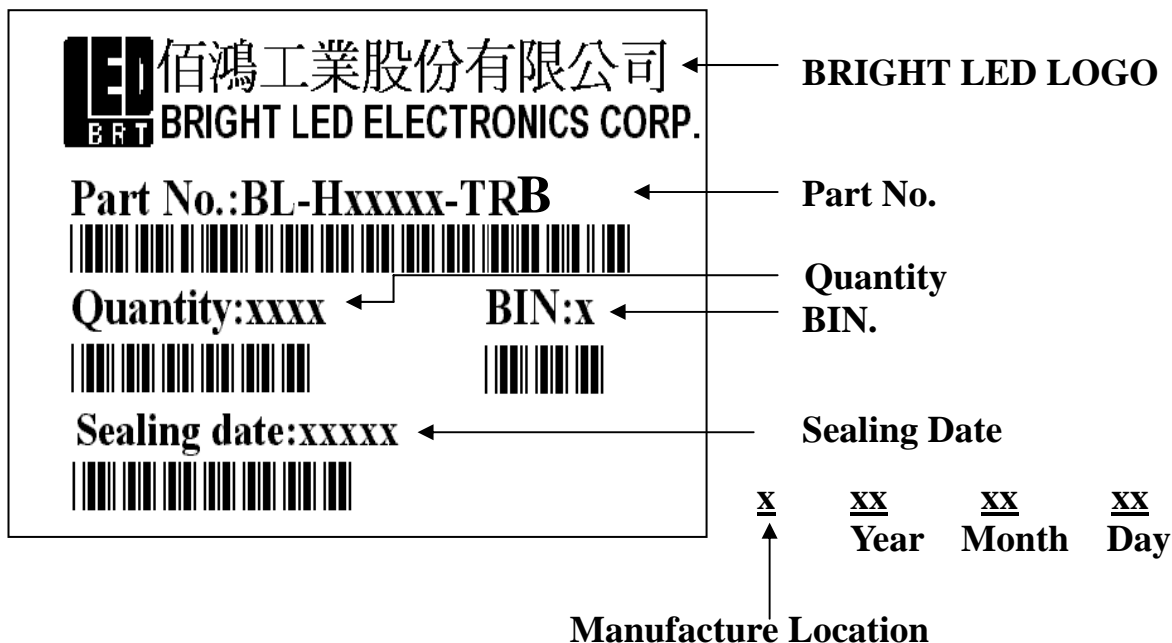 佰鴻工業股份有限公司
BRT BRIGHT LED ELECTRONICS CORP.
BRIGHT LED LOGO
Part No.:BL-Hxxxxx-TRB
Part No.
Quantity:xxxx
BIN:x
Quantity
BIN.
Sealing date:xxxxx
Sealing Date
x xx xx xx
Year Month Day
Manufacture Location